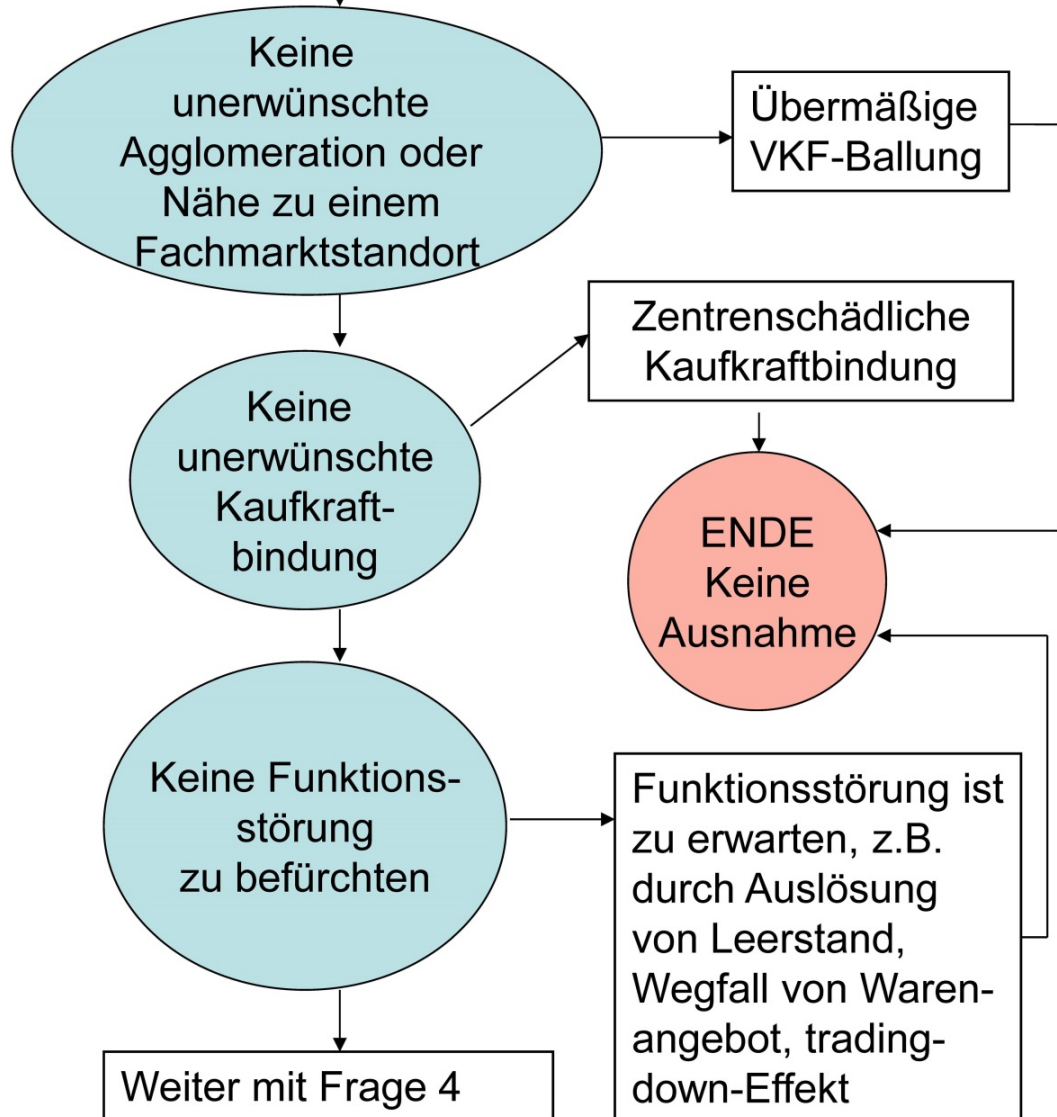 Keine
unerwünschte
Agglomeration oder
Nähe zu einem
Fachmarktstandort
Übermäßige
VKF-Ballung
Zentrenschädliche
Kaufkraftbindung
Keine
unerwünschte
Kaufkraft-
bindung
ENDE
Keine
Ausnahme
Keine Funktions-
störung
zu befürchten
Funktionsstörung ist
zu erwarten, z.B.
durch Auslösung
von Leerstand,
Wegfall von Waren-
angebot, trading-
down-Effekt
Weiter mit Frage 4